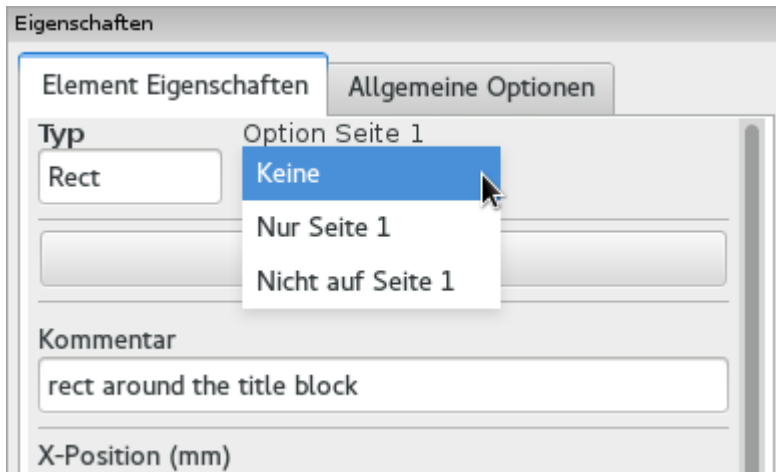 Eigenschaften
Element Eigenschaften
Allgemeine Optionen
Typ
Option Seite 1
Rect
Keine
Nur Seite 1
Nicht auf Seite 1
Kommentar
rect around the title block
X-Position (mm)